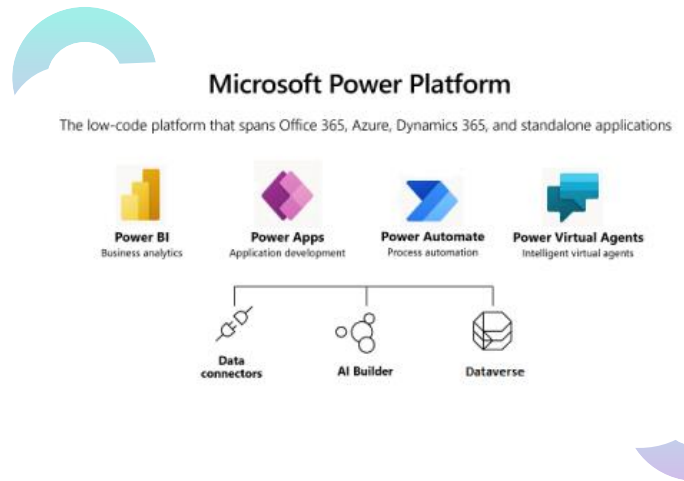 Microsoft Power Platform
The low-code platform that spans Office 365, Azure, Dynamics 365, and standalone applications
Power BI
Business analytics
Power Apps
Application development
Power Automate
Process automation
Power Virtual Agents
Intelligent virtual agents
Data
connectors
AI Builder
Dataverse